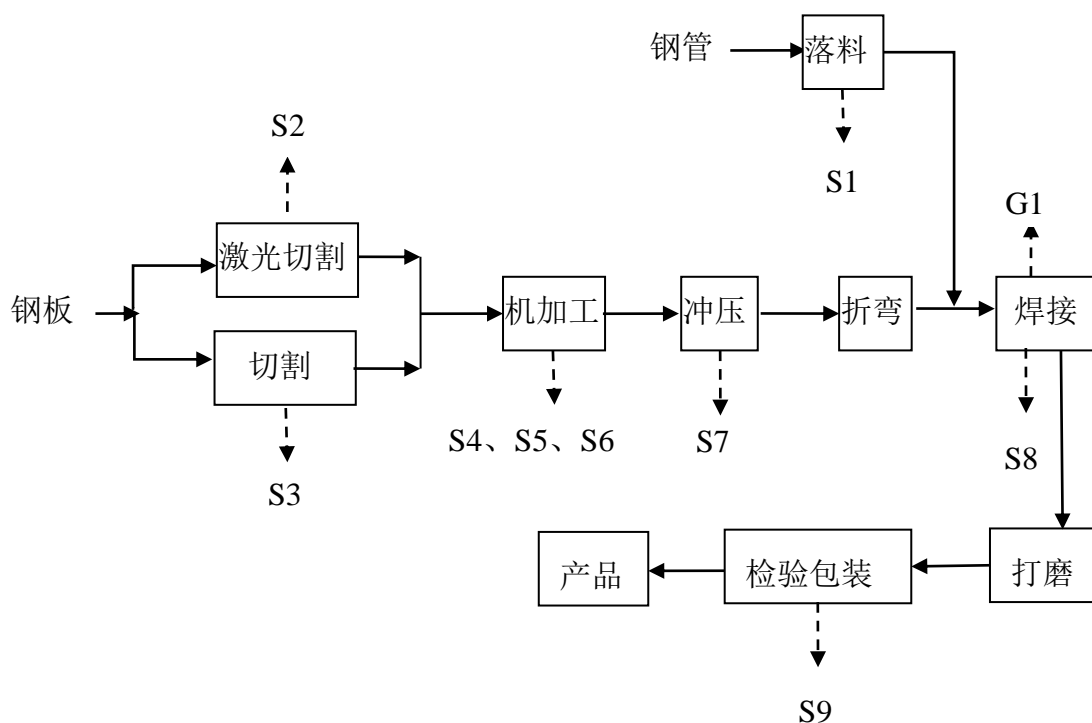 钢管
落料
S2
S1
G1
激光切割
钢板
机加工
冲压
折弯
焊接
切割
S4、S5、S6
S7
S8
S3
产品
检验包装
打磨
S9